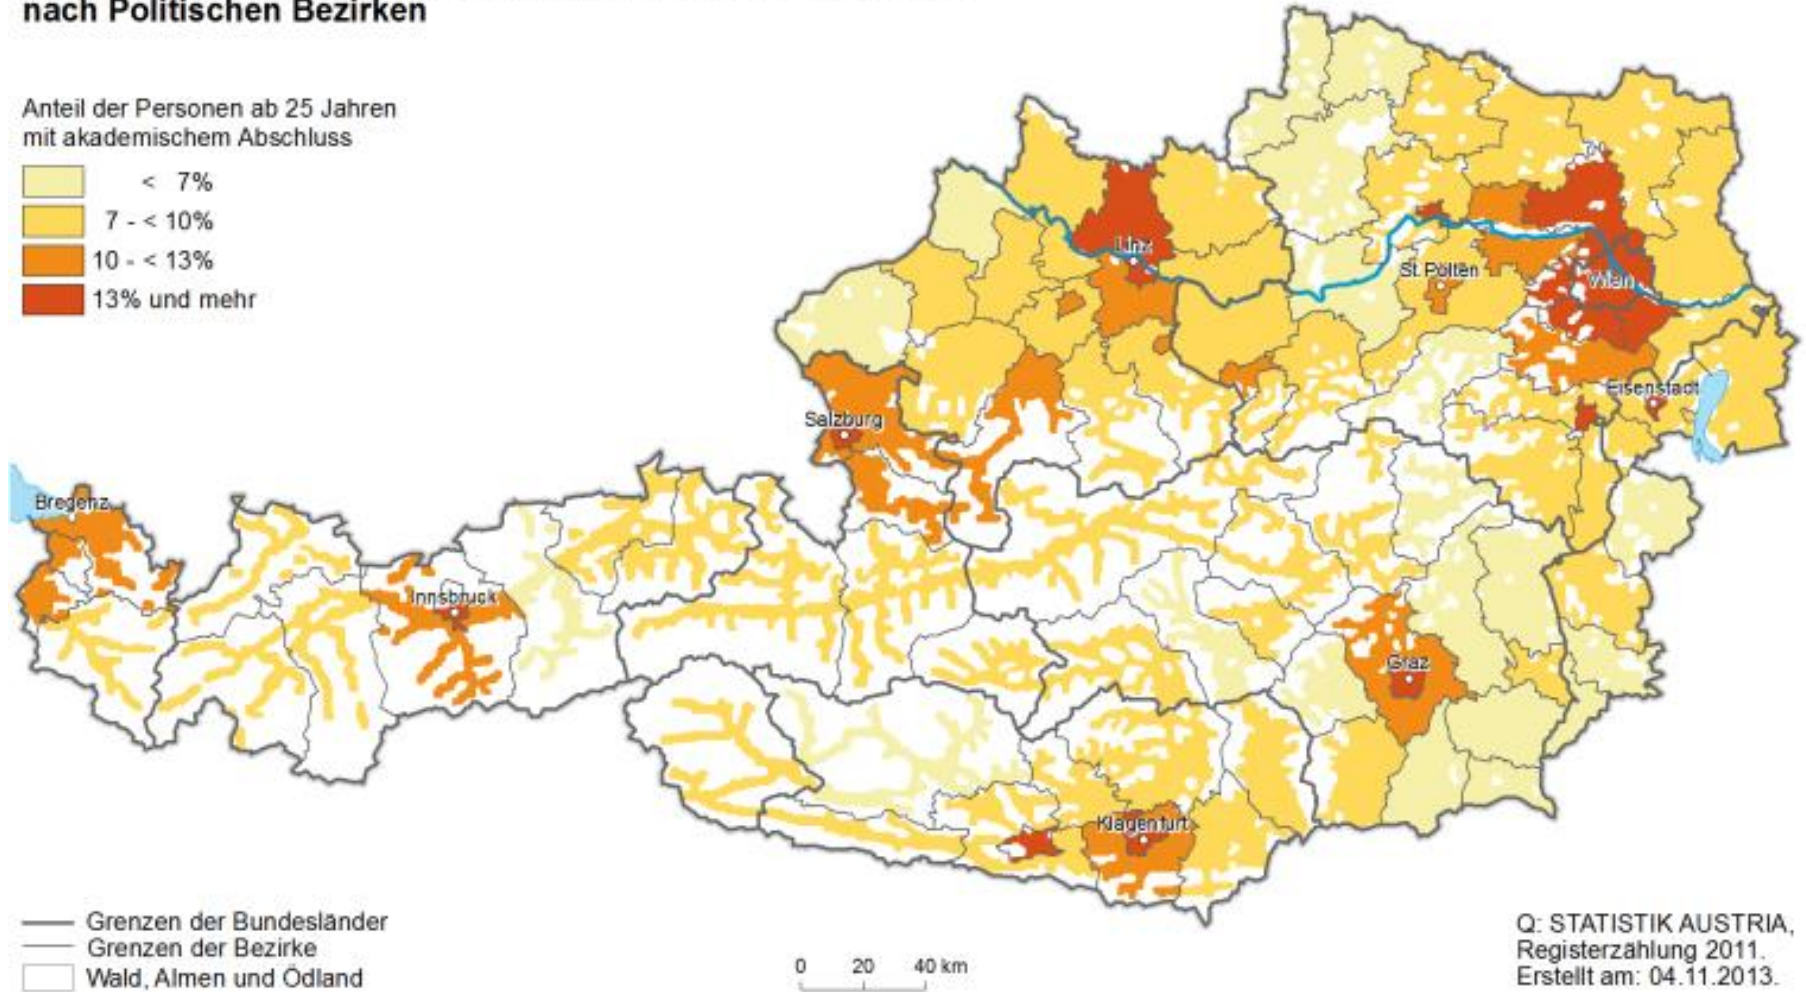 nach Politischen Bezirken
Anteil der Personen ab 25 Jahren
mit akademischem Abschluss
< 7%
7 - < 10%
10 - < 13%
13% und mehr
Linz
St. Pölten
Wien
Eisenstadt
Salzburg
Bregenz
Innsbruck
Graz
Klagenfurt
Grenzen der Bundesländer
Grenzen der Bezirke
Wald, Almen und Ödland
0 20 40 km
Q: STATISTIK AUSTRIA,
Registerzählung 2011.
Erstellt am: 04.11.2013.